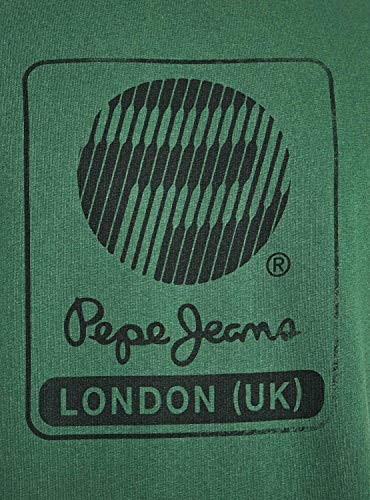 ®
Pepe Jeans
LONDON (UK)